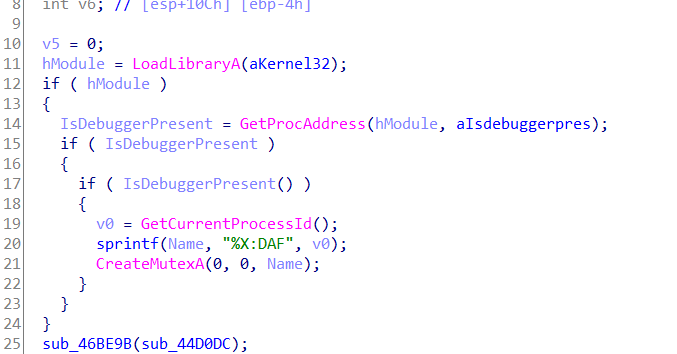 8 int v6; // [esp+10Ch] [ebp-4h]
9
10 v5 = 0;
11 hModule = LoadLibraryA(aKernel32);
12 if ( hModule )
13 {
14 IsDebuggerPresent = GetProcAddress(hModule, aIsdebuggerpres);
15 if ( IsDebuggerPresent )
16 {
17 if ( IsDebuggerPresent() )
18 {
19 v0 = GetCurrentProcessId();
20 sprintf(Name, "%X:DAF", v0);
21 CreateMutexA(0, 0, Name);
22 }
23 }
24 }
25 sub_46BE9B(sub_44D0DC);